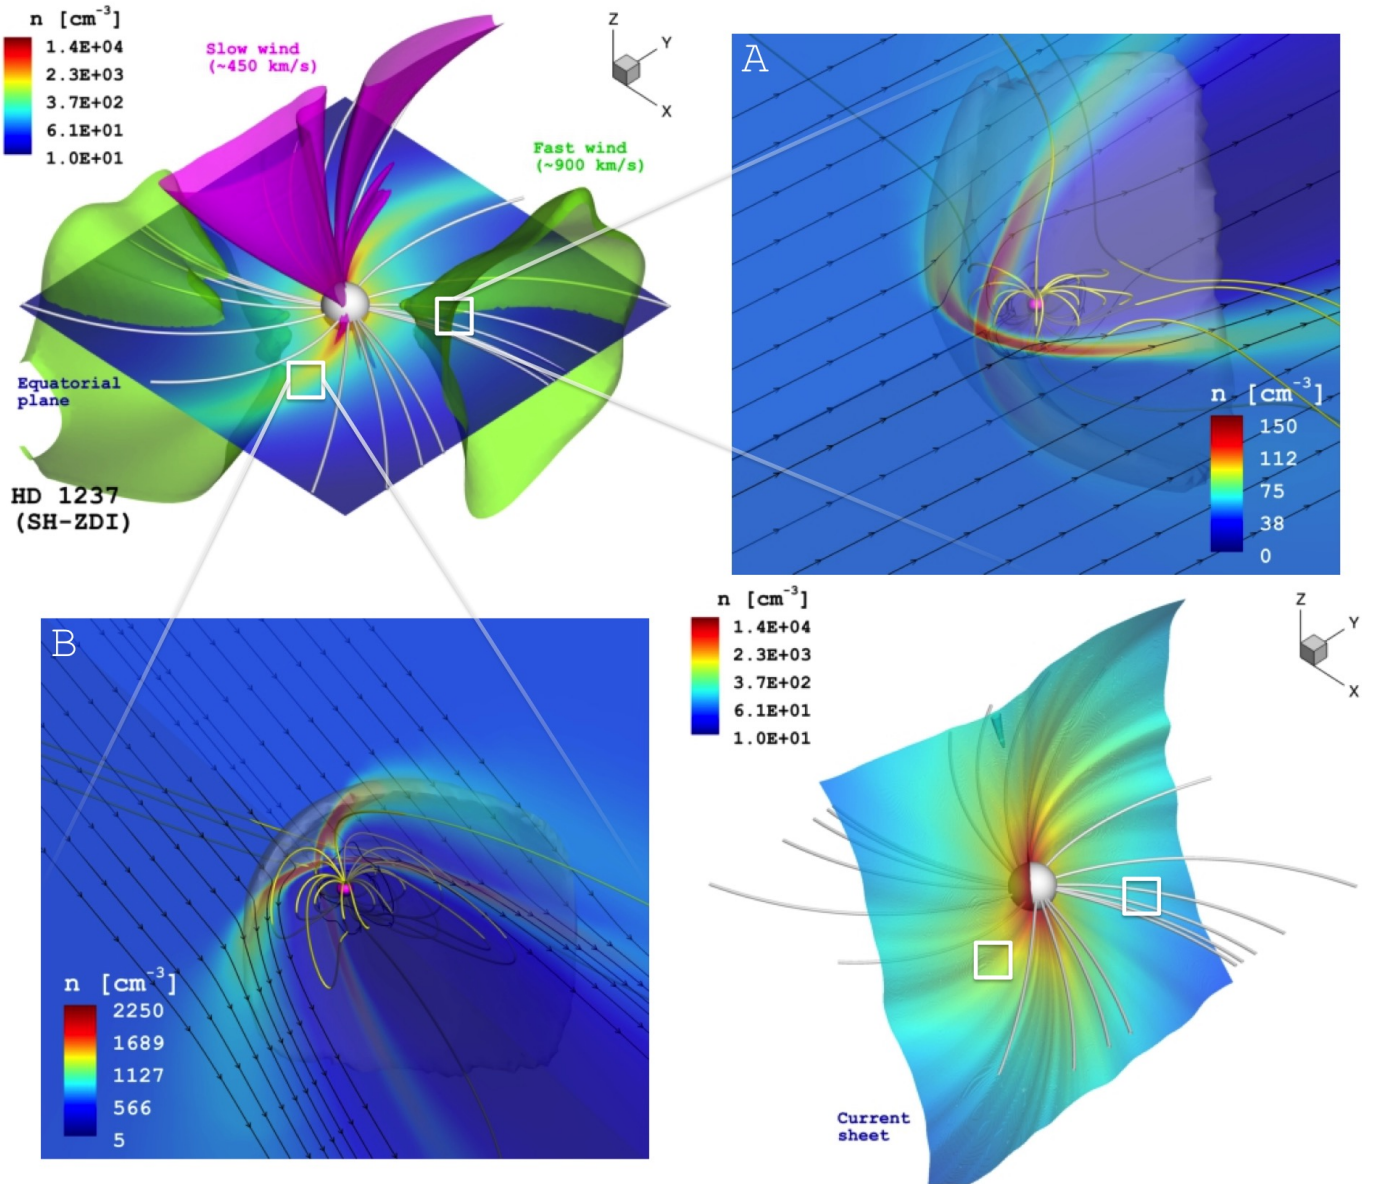 n [cm⁻³]
1.4E+04
2.3E+03
3.7E+02
6.1E+01
1.0E+01
Slow wind
(~450 km/s)
Z
Y
X
Fast wind
(~900 km/s)
Equatorial
plane
HD 1237
(SH-ZDI)
A
n [cm⁻³]
150
112
75
38
0
B
n [cm⁻³]
2250
1689
1127
566
5
n [cm⁻³]
1.4E+04
2.3E+03
3.7E+02
6.1E+01
1.0E+01
Z
Y
X
Current
sheet